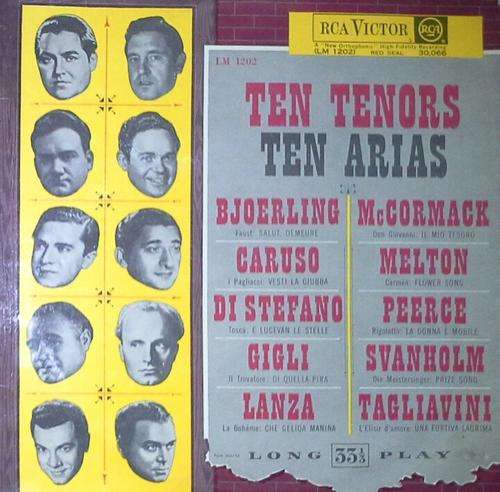 RCA VICTOR RCA
A "New Orthophonic" High Fidelity Recording
(LM 1202) RED SEAL 30,066
LM 1202
TEN TENORS
TEN ARIAS
BJOERLING
Faust: SALUT, DEMEURE
CARUSO
I Pagliacci: VESTI LA GIUBBA
DI STEFANO
Tosca: E LUCEVAN LE STELLE
GIGLI
Il Trovatore: DI QUELLA PIRA
LANZA
La Bohème: CHE GELIDA MANINA
McCORMACK
Don Giovanni: IL MIO TESORO
MELTON
Carmen: FLOWER SONG
PEERCE
Rigoletto: LA DONNA È MOBILE
SVANHOLM
Die Meistersinger: PRIZE SONG
TAGLIAVINI
L'Elisir d'amore: UNA FURTIVA LAGRIMA
LONG 33 1/3 PLAY